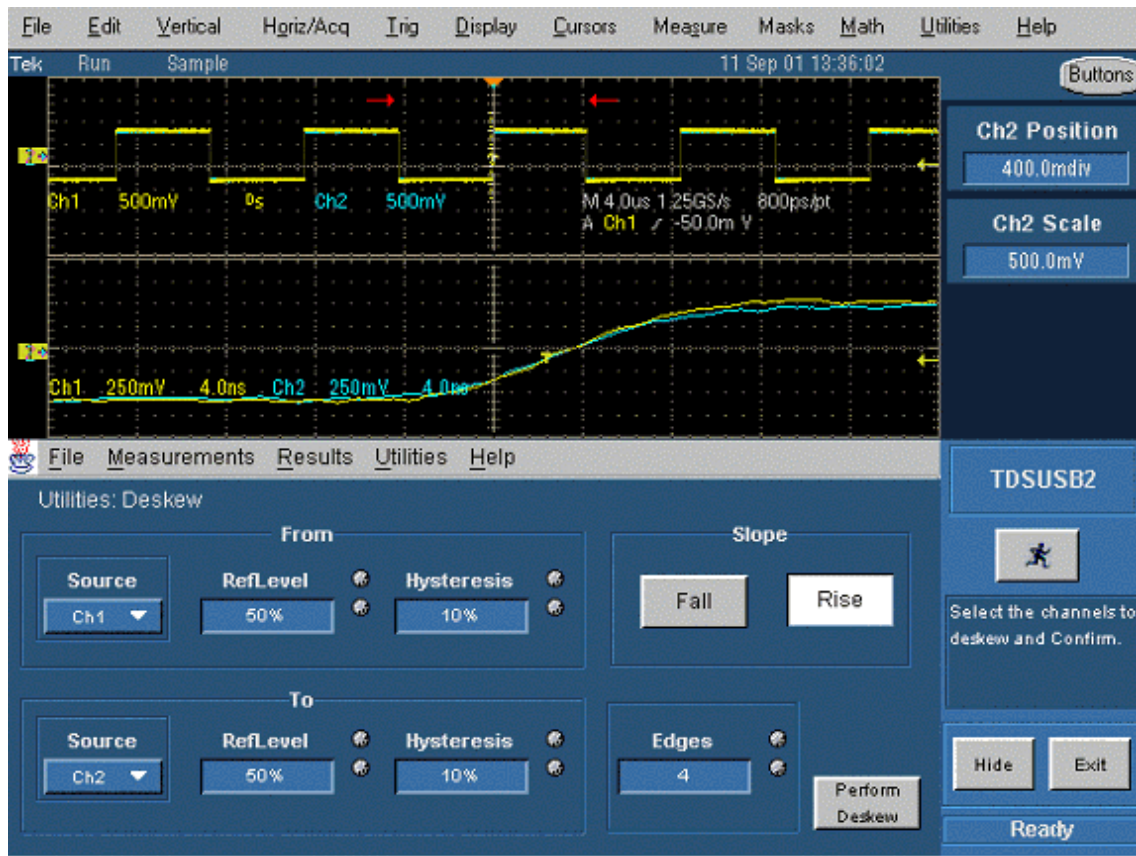 File Edit Vertical Horiz/Acq Trig Display Cursors Measure Masks Math Utilities Help
Tek Run Sample 11 Sep 01 13:36:02
Buttons
Ch2 Position
400.0mdiv
Ch2 Scale
500.0mV
Ch1 500mV 0s Ch2 500mV M 4.0us 1.25GS/s 800ps/pt
A Ch1 -50.0m V
Ch1 250mV 4.0ns Ch2 250mV 4.0ns
File Measurements Results Utilities Help
TDSUSB2
Utilities: Deskew
From
Slope
Source RefLevel Hysteresis
Ch1 50% 10%
Fall Rise
Select the channels to
deskew and Confirm.
To
Source RefLevel Hysteresis Edges
Ch2 50% 10% 4
Perform
Deskew
Hide Exit
Ready